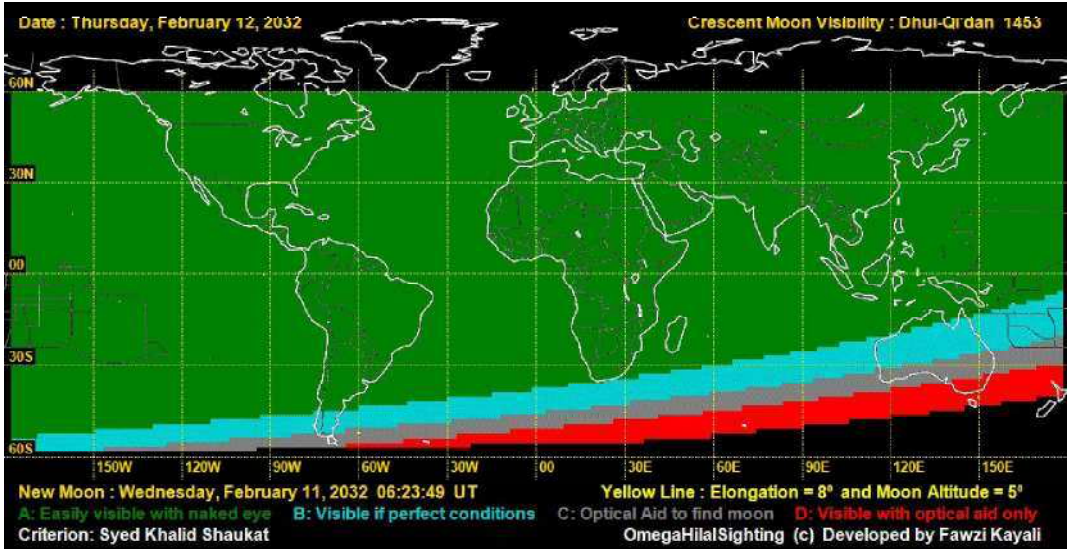 Date : Thursday, February 12, 2032 Crescent Moon Visibility : Dhul-Qi'dah 1453
60N
30N
00
30S
60S
150W 120W 90W 60W 30W 00 30E 60E 90E 120E 150E
New Moon : Wednesday, February 11, 2032 06:23:49 UT Yellow Line : Elongation = 8º and Moon Altitude = 5º
A: Easily visible with naked eye B: Visible if perfect conditions C: Optical Aid to find moon D: Visible with optical aid only
Criterion: Syed Khalid Shaukat OmegaHilalSighting (c) Developed by Fawzi Kayali